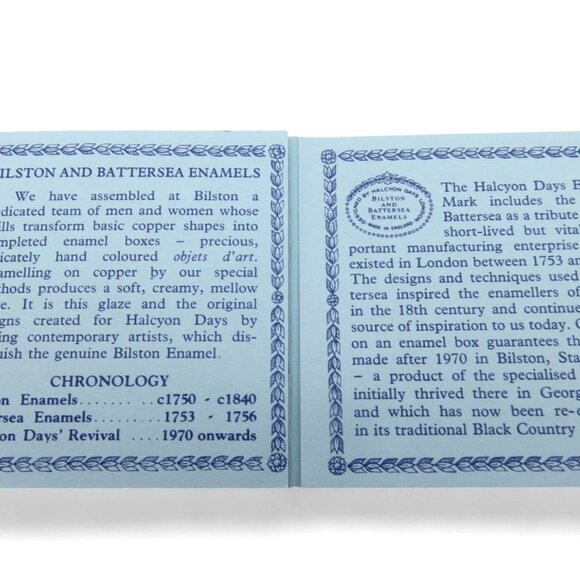 ILSTON AND BATTERSEA ENAMELS
We have assembled at Bilston a
dicated team of men and women whose
ills transform basic copper shapes into
mpleted enamel boxes – precious,
icately hand coloured objets d'art.
amelling on copper by our special
thods produces a soft, creamy, mellow
e. It is this glaze and the original
igns created for Halcyon Days by
ing contemporary artists, which dis-
uish the genuine Bilston Enamel.
CHRONOLOGY
on Enamels........ c1750 - c1840
ersea Enamels......... 1753 - 1756
on Days' Revival .... 1970 onwards
HALCYON DAYS · LONDON
BILSTON
AND
BATTERSEA
ENAMELS
MADE IN ENGLAND
The Halcyon Days E
Mark includes the
Battersea as a tribute
short-lived but vital
portant manufacturing enterprise
existed in London between 1753 an
The designs and techniques used
tersea inspired the enamellers of
in the 18th century and continue
source of inspiration to us today. O
on an enamel box guarantees th
made after 1970 in Bilston, Sta
– a product of the specialised
initially thrived there in Georg
and which has now been re-e
in its traditional Black Country